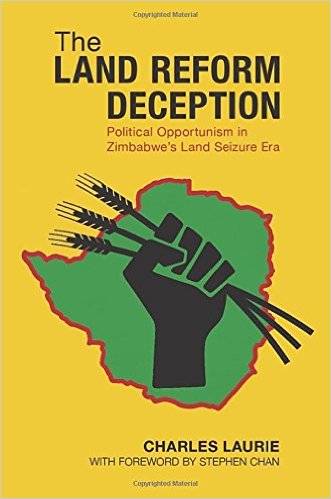 The
LAND REFORM
DECEPTION
Political Opportunism in
Zimbabwe's Land Seizure Era
CHARLES LAURIE
WITH FOREWORD BY STEPHEN CHAN